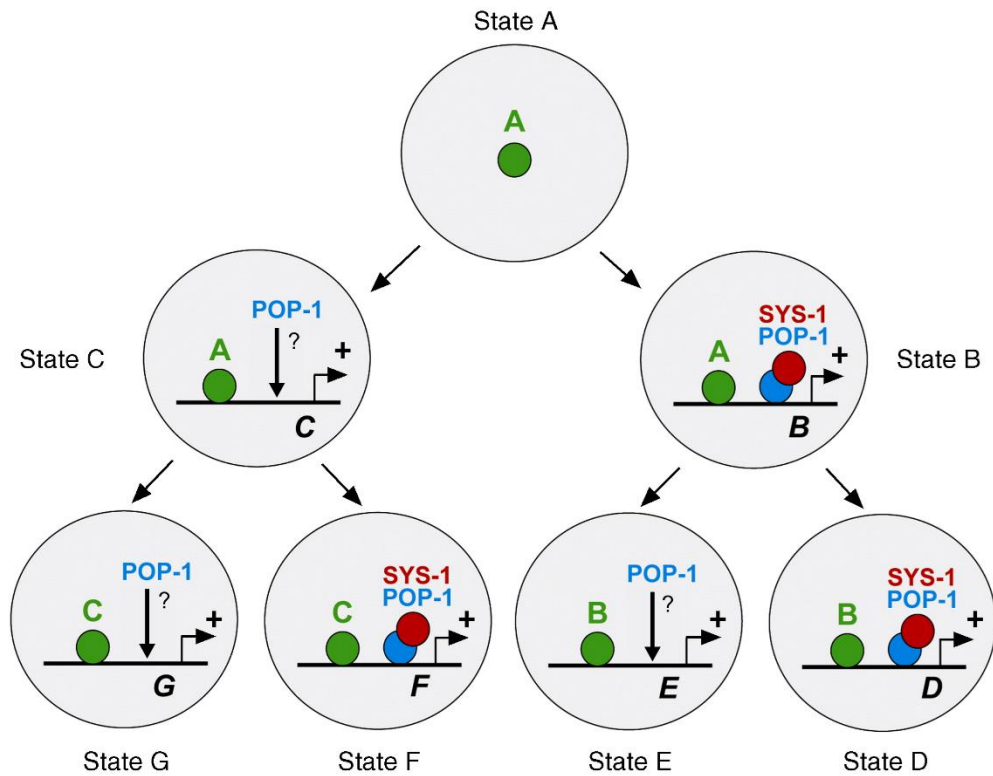 State A
A
State C
POP-1
?
A
+
C
SYS-1
POP-1
A
+
B
State B
POP-1
?
C
+
G
SYS-1
POP-1
C
+
F
POP-1
?
B
+
E
SYS-1
POP-1
B
+
D
State G
State F
State E
State D